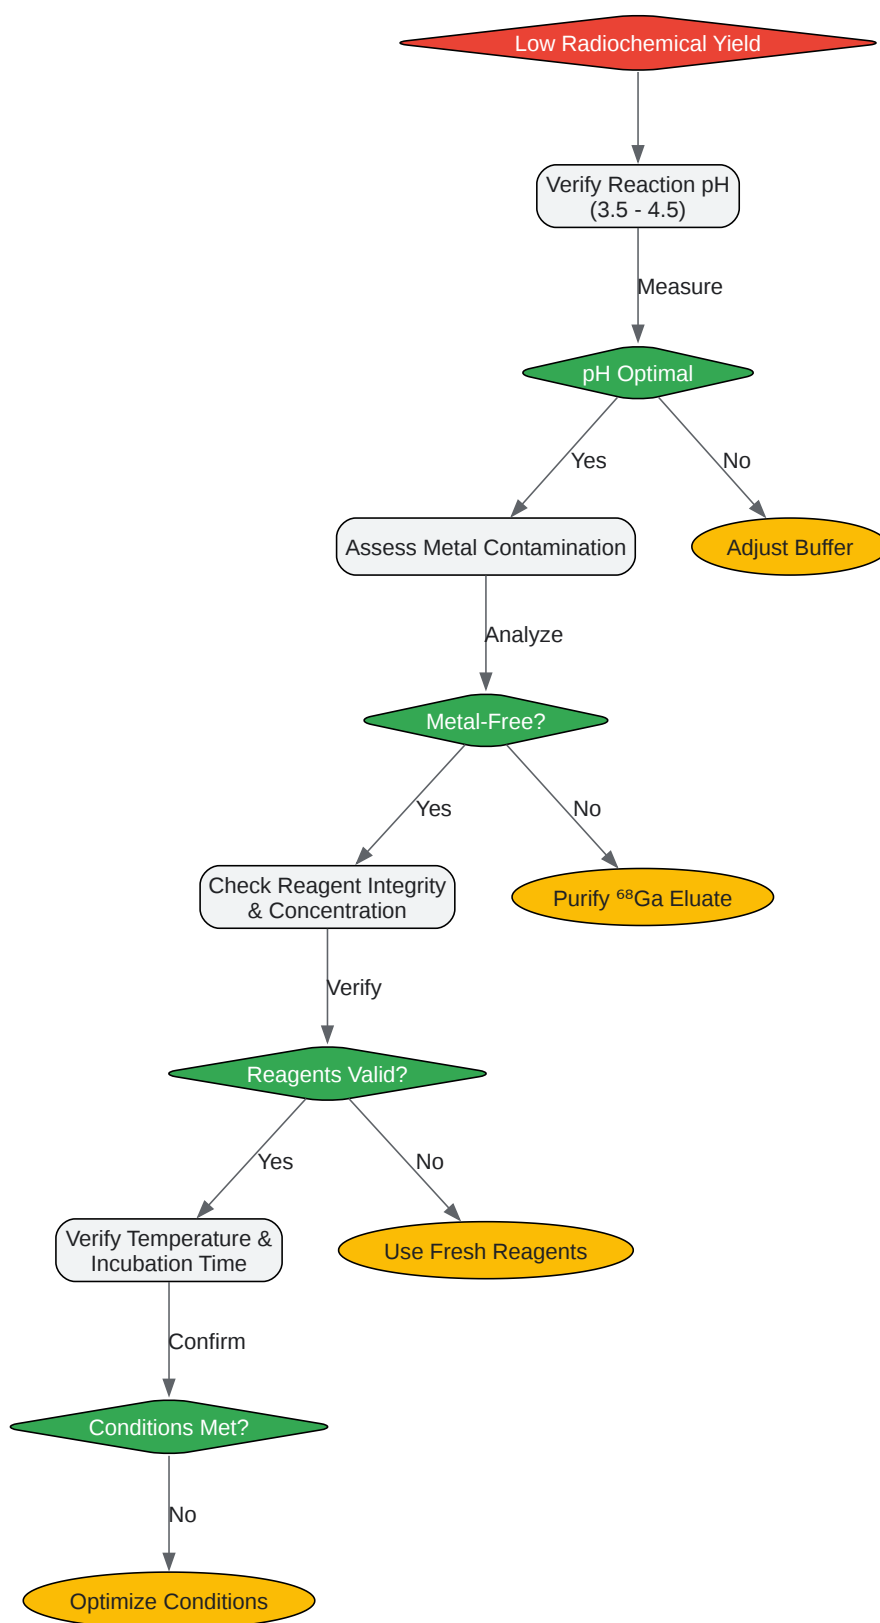 Low Radiochemical Yield
Verify Reaction pH
(3.5 - 4.5)
Measure
pH Optimal
Yes
No
Assess Metal Contamination
Adjust Buffer
Analyze
Metal-Free?
Yes
No
Check Reagent Integrity
& Concentration
Purify ⁶⁸Ga Eluate
Verify
Reagents Valid?
Yes
No
Verify Temperature &
Incubation Time
Use Fresh Reagents
Confirm
Conditions Met?
No
Optimize Conditions